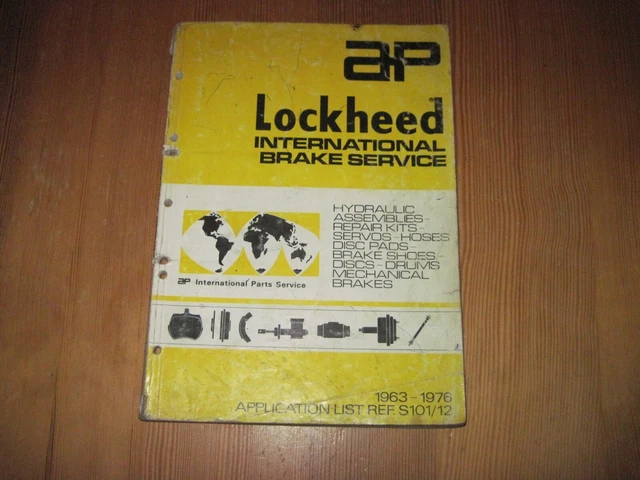 aP
Lockheed
INTERNATIONAL
BRAKE SERVICE
HYDRAULIC
ASSEMBLIES-
REPAIR KITS-
SERVOS-HOSES
DISC PADS-
BRAKE SHOES-
DISCS-DRUMS
MECHANICAL
BRAKES
aP International Parts Service
1963-1976
APPLICATION LIST REF. S101/12